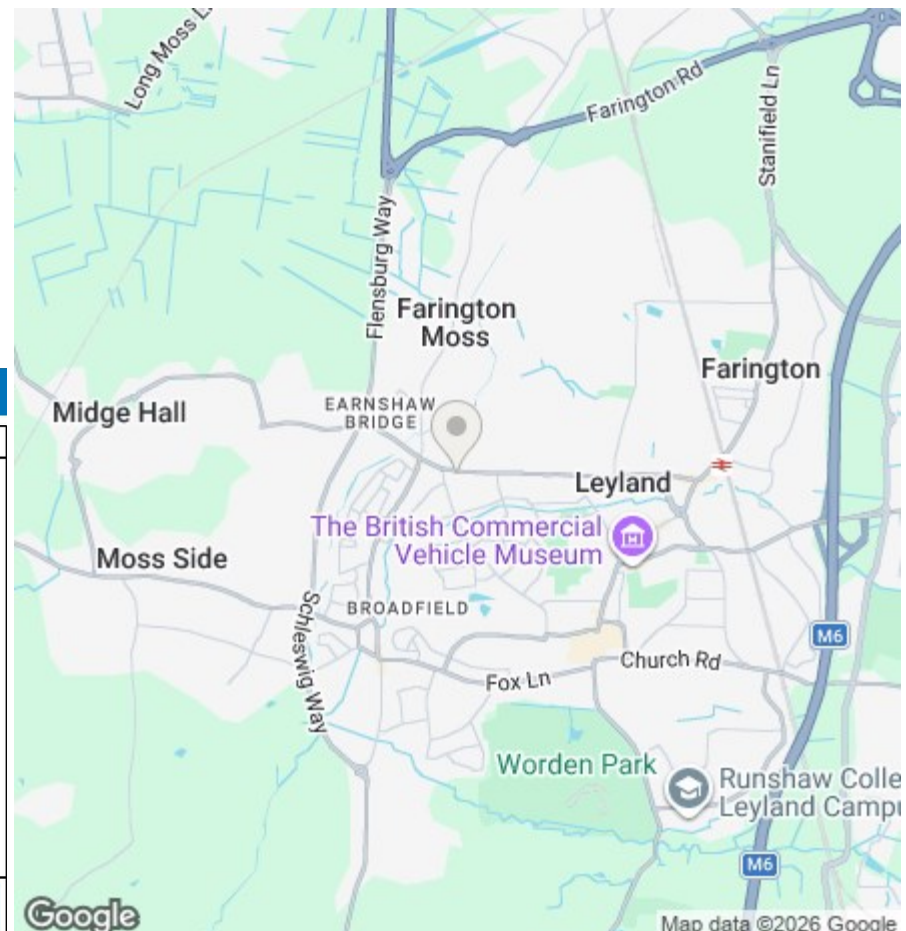 Long Moss L
Farington Rd
Stanifield Ln
Flensburg Way
Farington
Moss
Farington
Midge Hall
EARNSHAW
BRIDGE
Leyland
The British Commercial
Vehicle Museum
Moss Side
BROADFIELD
Schleswig Way
M6
Church Rd
Fox Ln
Worden Park
Runshaw Colle
Leyland Campu
M6
Google
Map data ©2026 Google